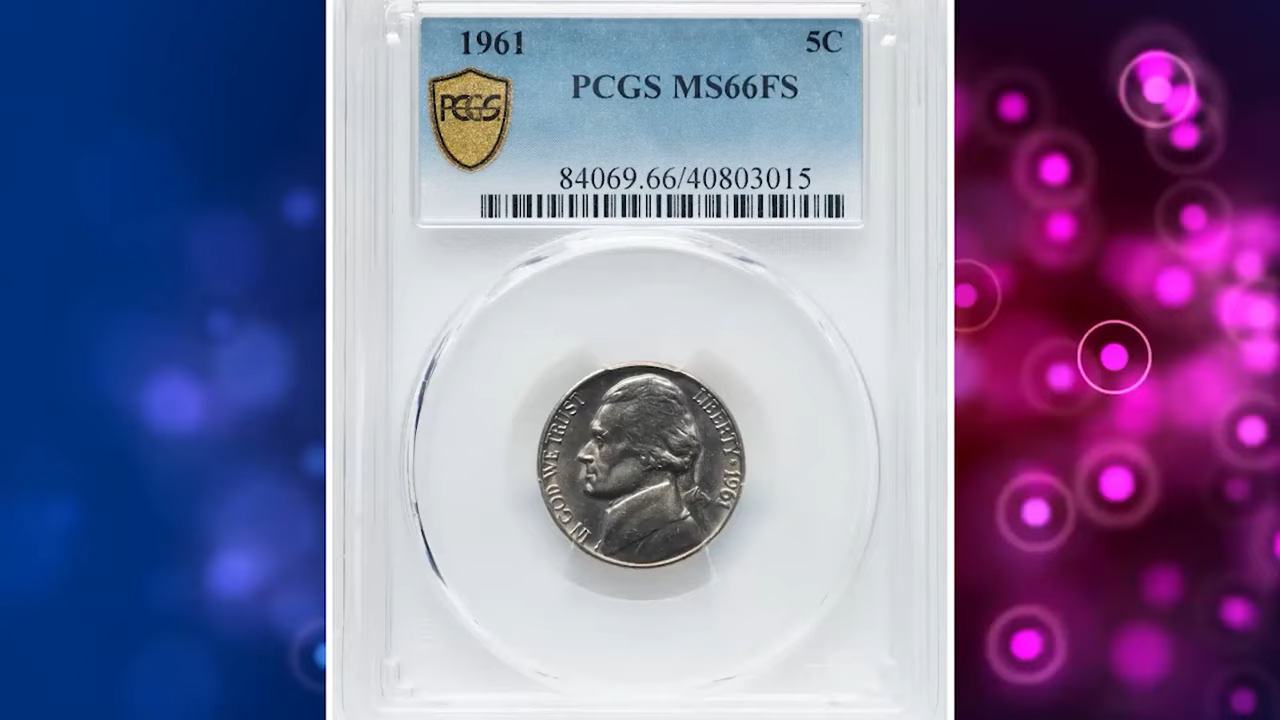 1961 5C
PCGS MS66FS
PCGS
84069.66/40803015
IN GOD WE TRUST
LIBERTY • 1961